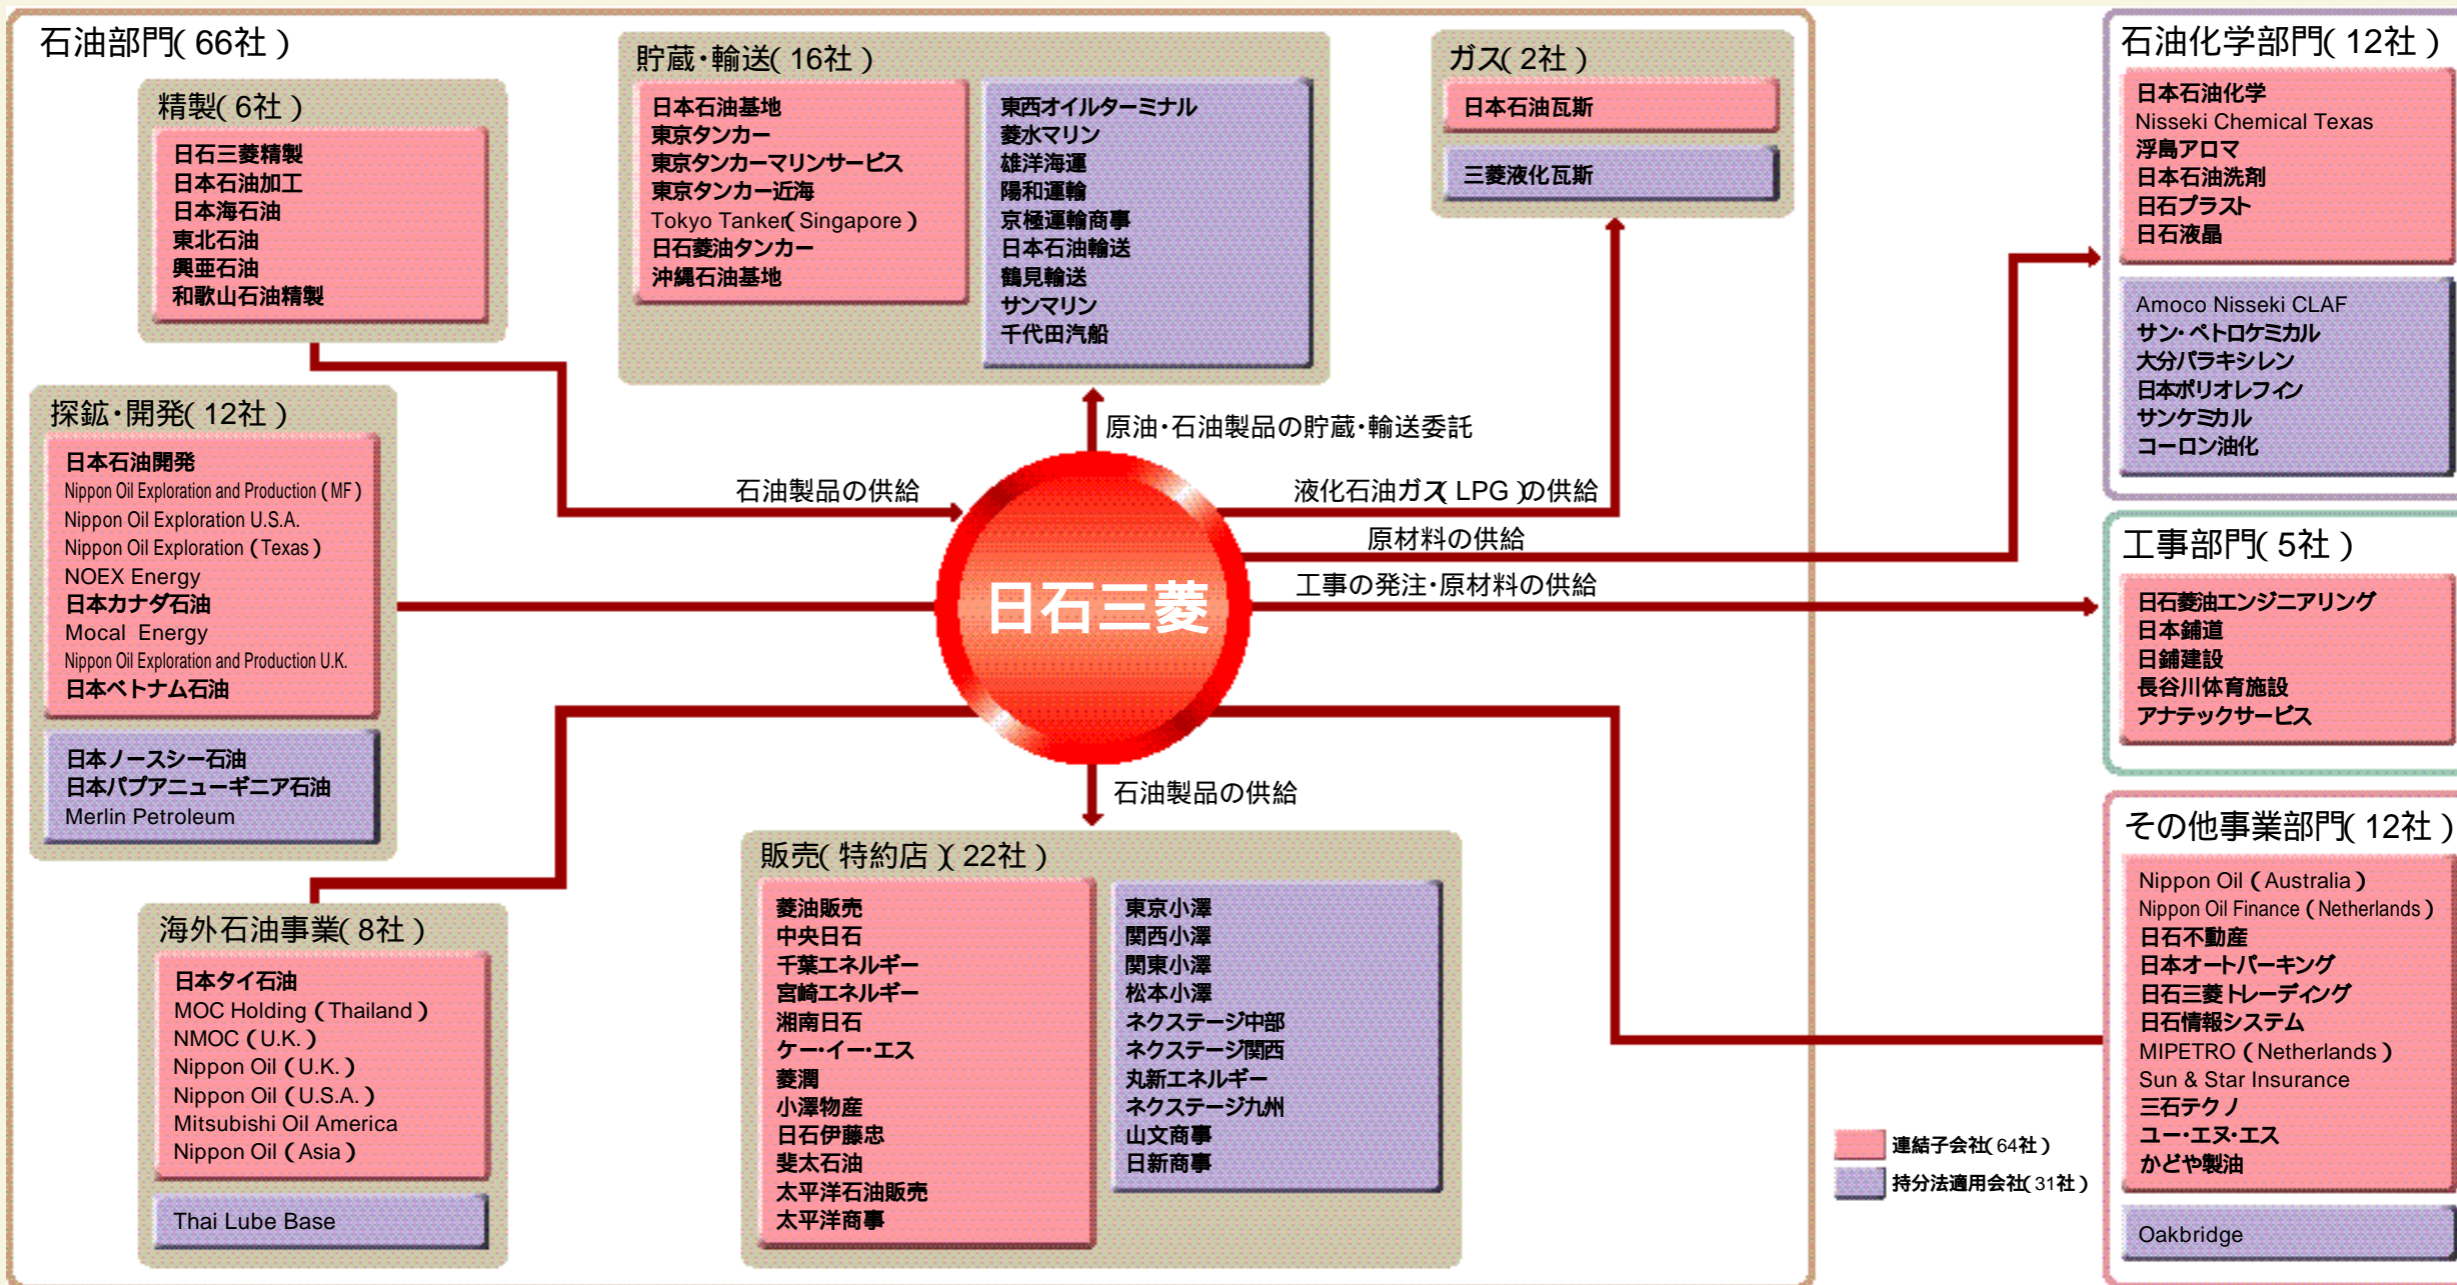 石油部門(66社)
精製(6社)
日石三菱精製
日本石油加工
日本海石油
東北石油
興亜石油
和歌山石油精製
探鉱・開発(12社)
日本石油開発
Nippon Oil Exploration and Production (MF)
Nippon Oil Exploration U.S.A.
Nippon Oil Exploration (Texas)
NOEX Energy
日本カナダ石油
Mocal Energy
Nippon Oil Exploration and Production U.K.
日本ベトナム石油
日本ノースシー石油
日本パプアニューギニア石油
Merlin Petroleum
海外石油事業(8社)
日本タイ石油
MOC Holding (Thailand)
NMOC (U.K.)
Nippon Oil (U.K.)
Nippon Oil (U.S.A.)
Mitsubishi Oil America
Nippon Oil (Asia)
Thai Lube Base
貯蔵・輸送(16社)
日本石油基地
東京タンカー
東京タンカーマリンサービス
東京タンカー近海
Tokyo Tanker(Singapore)
日石菱油タンカー
沖縄石油基地
東西オイルターミナル
菱水マリン
雄洋海運
陽和運輸
京極運輸商事
日本石油輸送
鶴見輸送
サンマリン
千代田汽船
ガス(2社)
日本石油瓦斯
三菱液化瓦斯
原油・石油製品の貯蔵・輸送委託
石油製品の供給
液化石油ガス(LPG)の供給
原材料の供給
工事の発注・原材料の供給
日石三菱
石油製品の供給
販売(特約店)(22社)
菱油販売
中央日石
千葉エネルギー
宮崎エネルギー
湘南日石
ケー・イー・エス
菱潤
小澤物産
日石伊藤忠
斐太石油
太平洋石油販売
太平洋商事
東京小澤
関西小澤
関東小澤
松本小澤
ネクステージ中部
ネクステージ関西
丸新エネルギー
ネクステージ九州
山文商事
日新商事
石油化学部門(12社)
日本石油化学
Nisseki Chemical Texas
浮島アロマ
日本石油洗剤
日石プラスト
日石液晶
Amoco Nisseki CLAF
サン・ペトロケミカル
大分パラキシレン
日本ポリオレフィン
サンケミカル
コーロン油化
工事部門(5社)
日石菱油エンジニアリング
日本鋪道
日鋪建設
長谷川体育施設
アナテックサービス
その他事業部門(12社)
Nippon Oil (Australia)
Nippon Oil Finance (Netherlands)
日石不動産
日本オートパーキング
日石三菱トレーディング
日石情報システム
MIPETRO (Netherlands)
Sun & Star Insurance
三石テクノ
ユー・エヌ・エス
かどや製油
Oakbridge
連結子会社(64社)
持分法適用会社(31社)